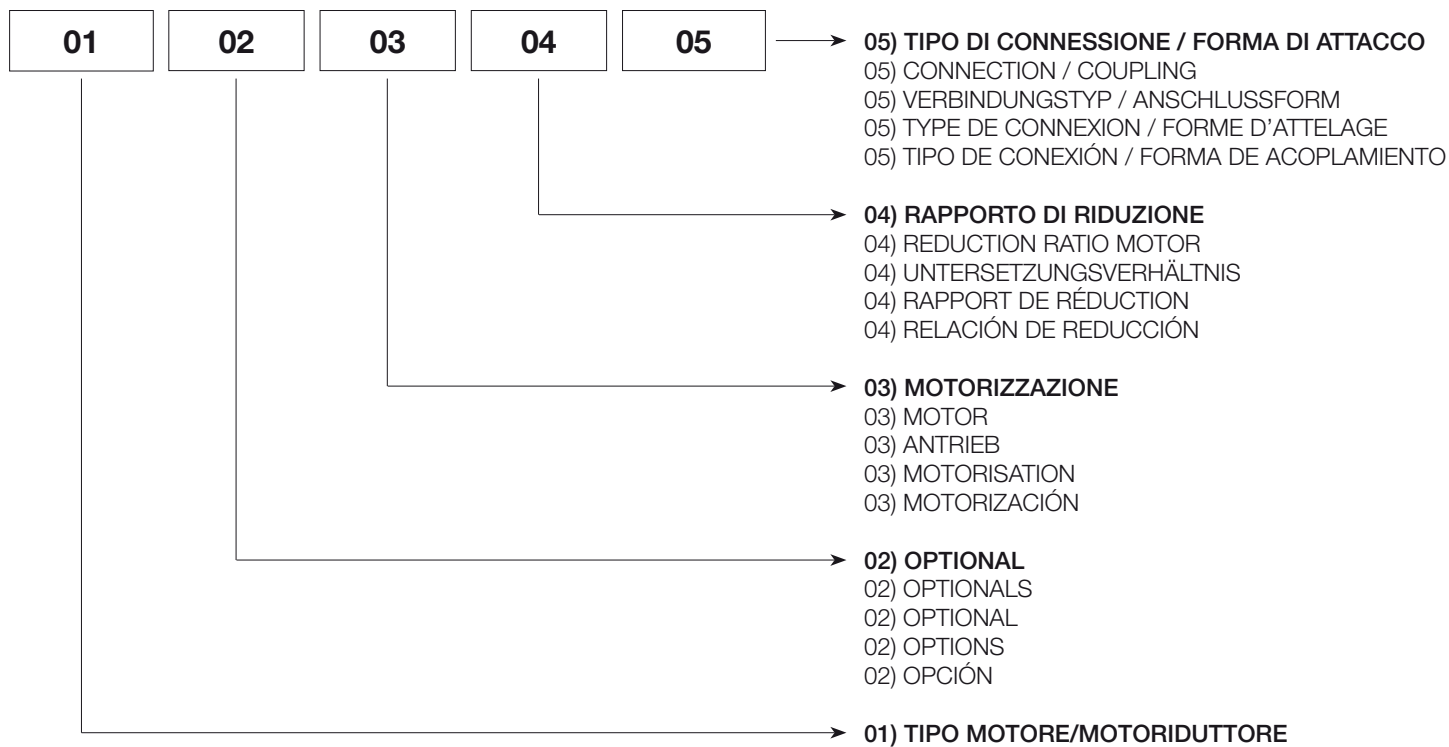 01 02 03 04 05
05) TIPO DI CONNESSIONE / FORMA DI ATTACCO
05) CONNECTION / COUPLING
05) VERBINDUNGSTYP / ANSCHLUSSFORM
05) TYPE DE CONNEXION / FORME D'ATTELAGE
05) TIPO DE CONEXIÓN / FORMA DE ACOPLAMIENTO
04) RAPPORTO DI RIDUZIONE
04) REDUCTION RATIO MOTOR
04) UNTERSETZUNGSVERHÄLTNIS
04) RAPPORT DE RÉDUCTION
04) RELACIÓN DE REDUCCIÓN
03) MOTORIZZAZIONE
03) MOTOR
03) ANTRIEB
03) MOTORISATION
03) MOTORIZACIÓN
02) OPTIONAL
02) OPTIONALS
02) OPTIONAL
02) OPTIONS
02) OPCIÓN
01) TIPO MOTORE/MOTORIDUTTORE